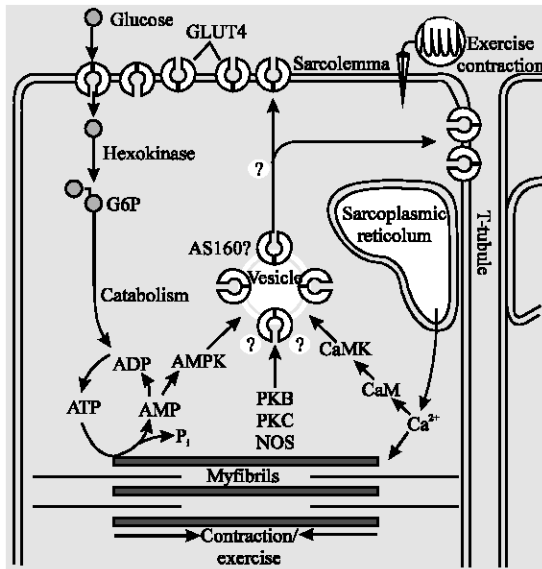 Glucose
GLUT4
Sarcolemma
Exercise
contraction
Hexokinase
?
G6P
Sarcoplasmic
reticolum
T-tubule
AS160?
Vesicle
Catabolism
? ?
ADP
AMPK
CaMK
ATP
AMP
PKB
CaM
Pi
PKC
Ca2+
NOS
Myfibrils
Contraction/
exercise